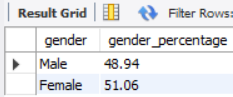 Result Grid Filter Rows:
gender gender_percentage
Male 48.94
Female 51.06